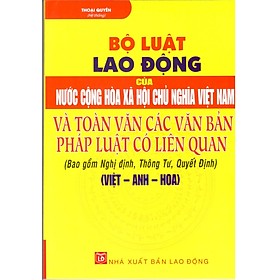 THOẠI QUYÊN
BỘ LUẬT
LAO ĐỘNG
CỦA
NƯỚC CỘNG HÒA XÃ HỘI CHỦ NGHĨA VIỆT NAM
VÀ TOÀN VĂN CÁC VĂN BẢN
PHÁP LUẬT CÓ LIÊN QUAN
(Bao gồm Nghị định, Thông Tư, Quyết Định)
(VIỆT - ANH - HOA)
NHÀ XUẤT BẢN LAO ĐỘNG